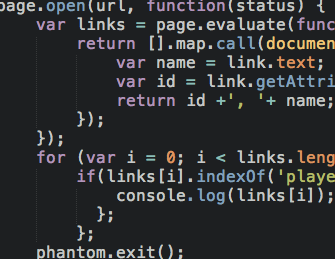 page.open(url, function(status) {
var links = page.evaluate(func
return [].map.call(documen
var name = link.text;
var id = link.getAttri
return id +', '+ name;
});
});
for (var i = 0; i < links.leng
if(links[i].indexOf('playe
console.log(links[i]);
};
};
phantom.exit();